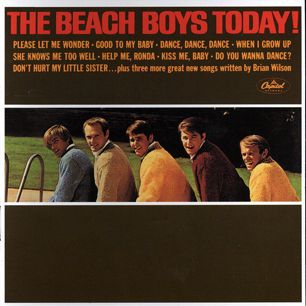 THE BEACH BOYS TODAY!
PLEASE LET ME WONDER • GOOD TO MY BABY • DANCE, DANCE, DANCE • WHEN I GROW UP
SHE KNOWS ME TOO WELL • HELP ME, RONDA • KISS ME, BABY • DO YOU WANNA DANCE?
DON'T HURT MY LITTLE SISTER...plus three more great new songs written by Brian Wilson
Capitol